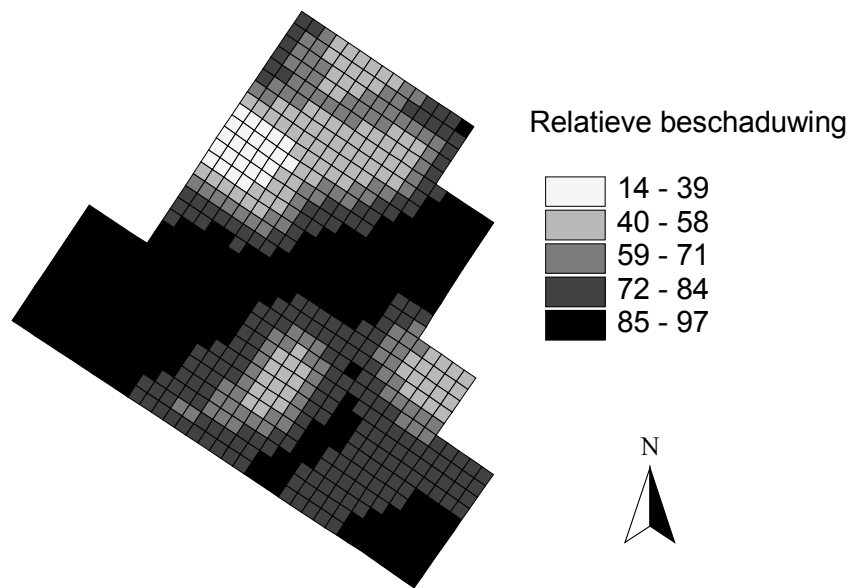 Relatieve beschaduwing
14 - 39
40 - 58
59 - 71
72 - 84
85 - 97
N